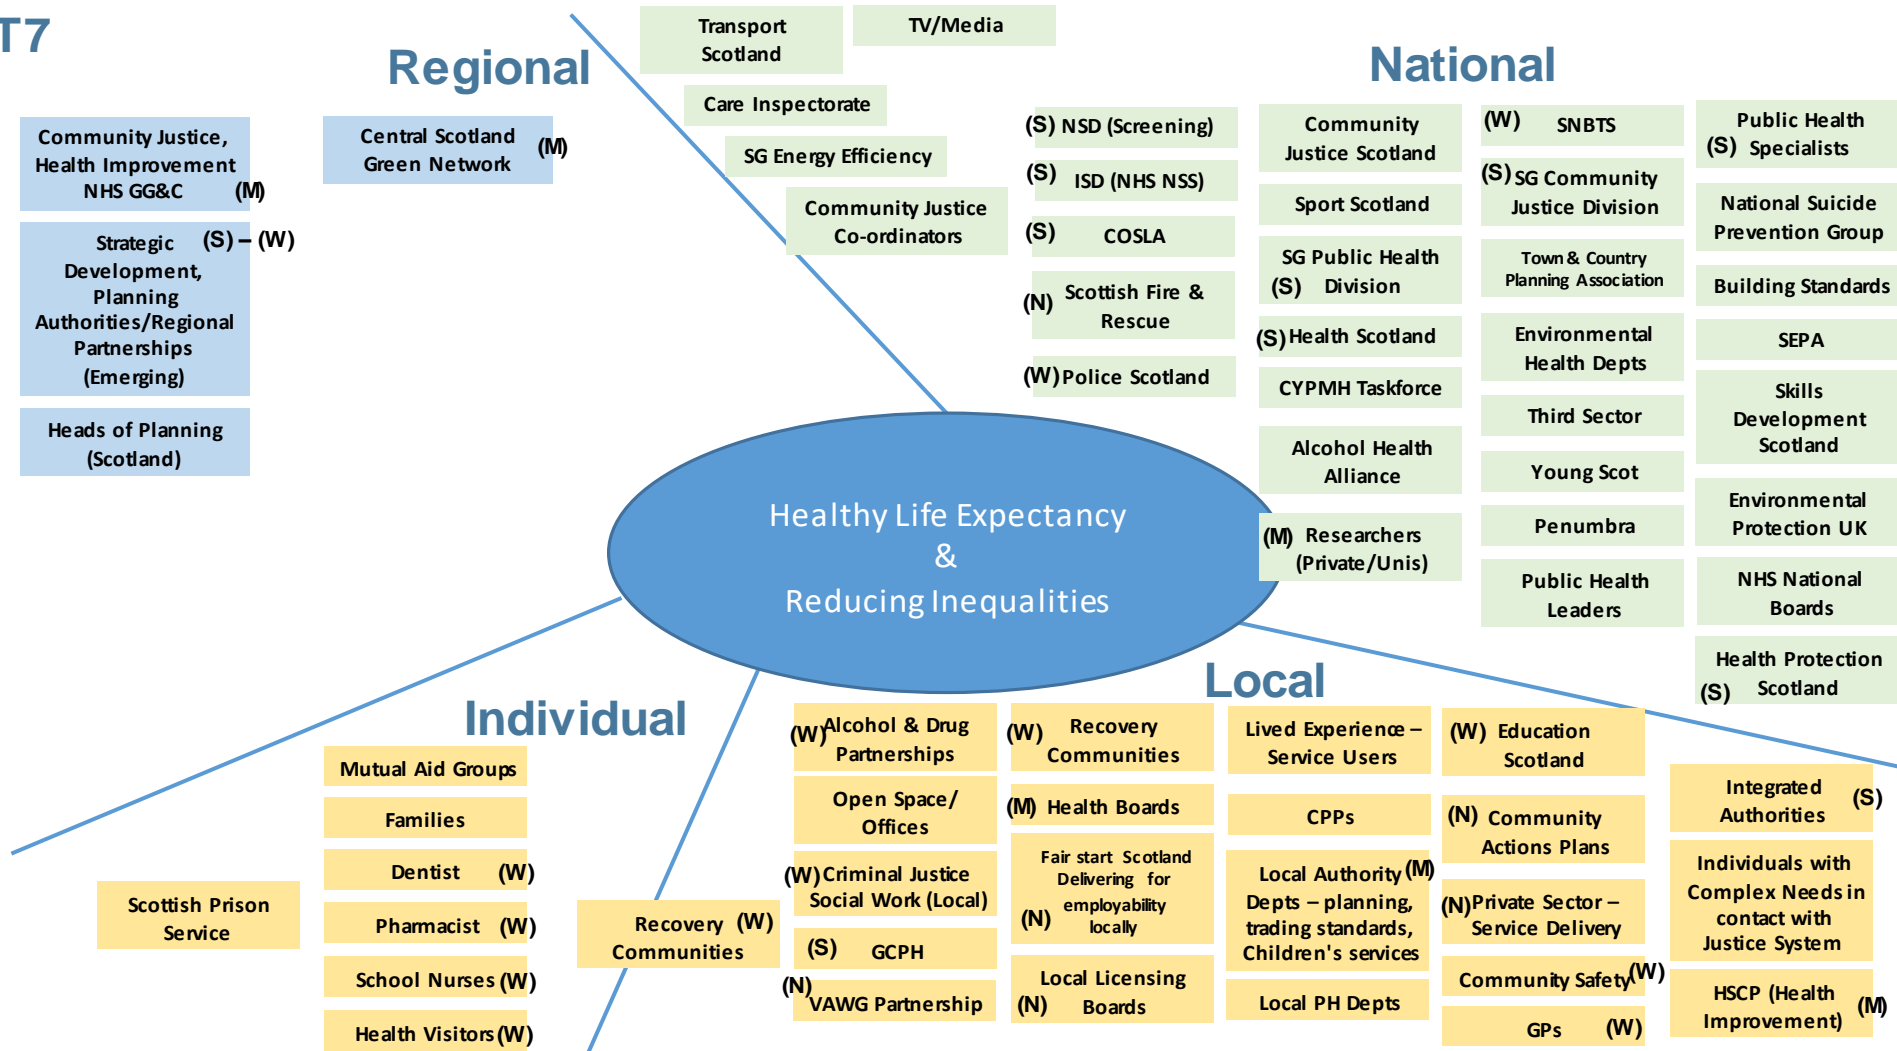 T7
Regional
Community Justice,
Health Improvement
NHS GG&C (M)
Central Scotland
Green Network (M)
Strategic (S) – (W)
Development,
Planning
Authorities/Regional
Partnerships
(Emerging)
Heads of Planning
(Scotland)
National
Transport
Scotland
TV/Media
Care Inspectorate
SG Energy Efficiency
Community Justice
Co-ordinators
(S) NSD (Screening)
(S) ISD (NHS NSS)
(S) COSLA
(N) Scottish Fire &
Rescue
(W) Police Scotland
Community
Justice Scotland
Sport Scotland
SG Public Health
(S) Division
(S) Health Scotland
CYPMH Taskforce
Alcohol Health
Alliance
(M) Researchers
(Private/Unis)
(W) SNBTS
(S) SG Community
Justice Division
Town & Country
Planning Association
Environmental
Health Depts
Third Sector
Young Scot
Penumbra
Public Health
Leaders
Public Health
(S) Specialists
National Suicide
Prevention Group
Building Standards
SEPA
Skills
Development
Scotland
Environmental
Protection UK
NHS National
Boards
Health Protection
(S) Scotland
Healthy Life Expectancy
&
Reducing Inequalities
Individual
Mutual Aid Groups
Families
Dentist (W)
Pharmacist (W)
School Nurses (W)
Health Visitors (W)
Scottish Prison
Service
Recovery (W)
Communities
Local
(W) Alcohol & Drug
Partnerships
Open Space/
Offices
(W) Criminal Justice
Social Work (Local)
(S) GCPH
(N) VAWG Partnership
(W) Recovery
Communities
(M) Health Boards
Fair start Scotland
Delivering for
employability
(N) locally
Local Licensing
(N) Boards
Lived Experience –
Service Users
CPPs
Local Authority (M)
Depts – planning,
trading standards,
Children's services
Local PH Depts
(W) Education
Scotland
(N) Community
Actions Plans
(N) Private Sector –
Service Delivery
Community Safety (W)
GPs (W)
Integrated
Authorities (S)
Individuals with
Complex Needs in
contact with
Justice System
HSCP (Health
Improvement) (M)